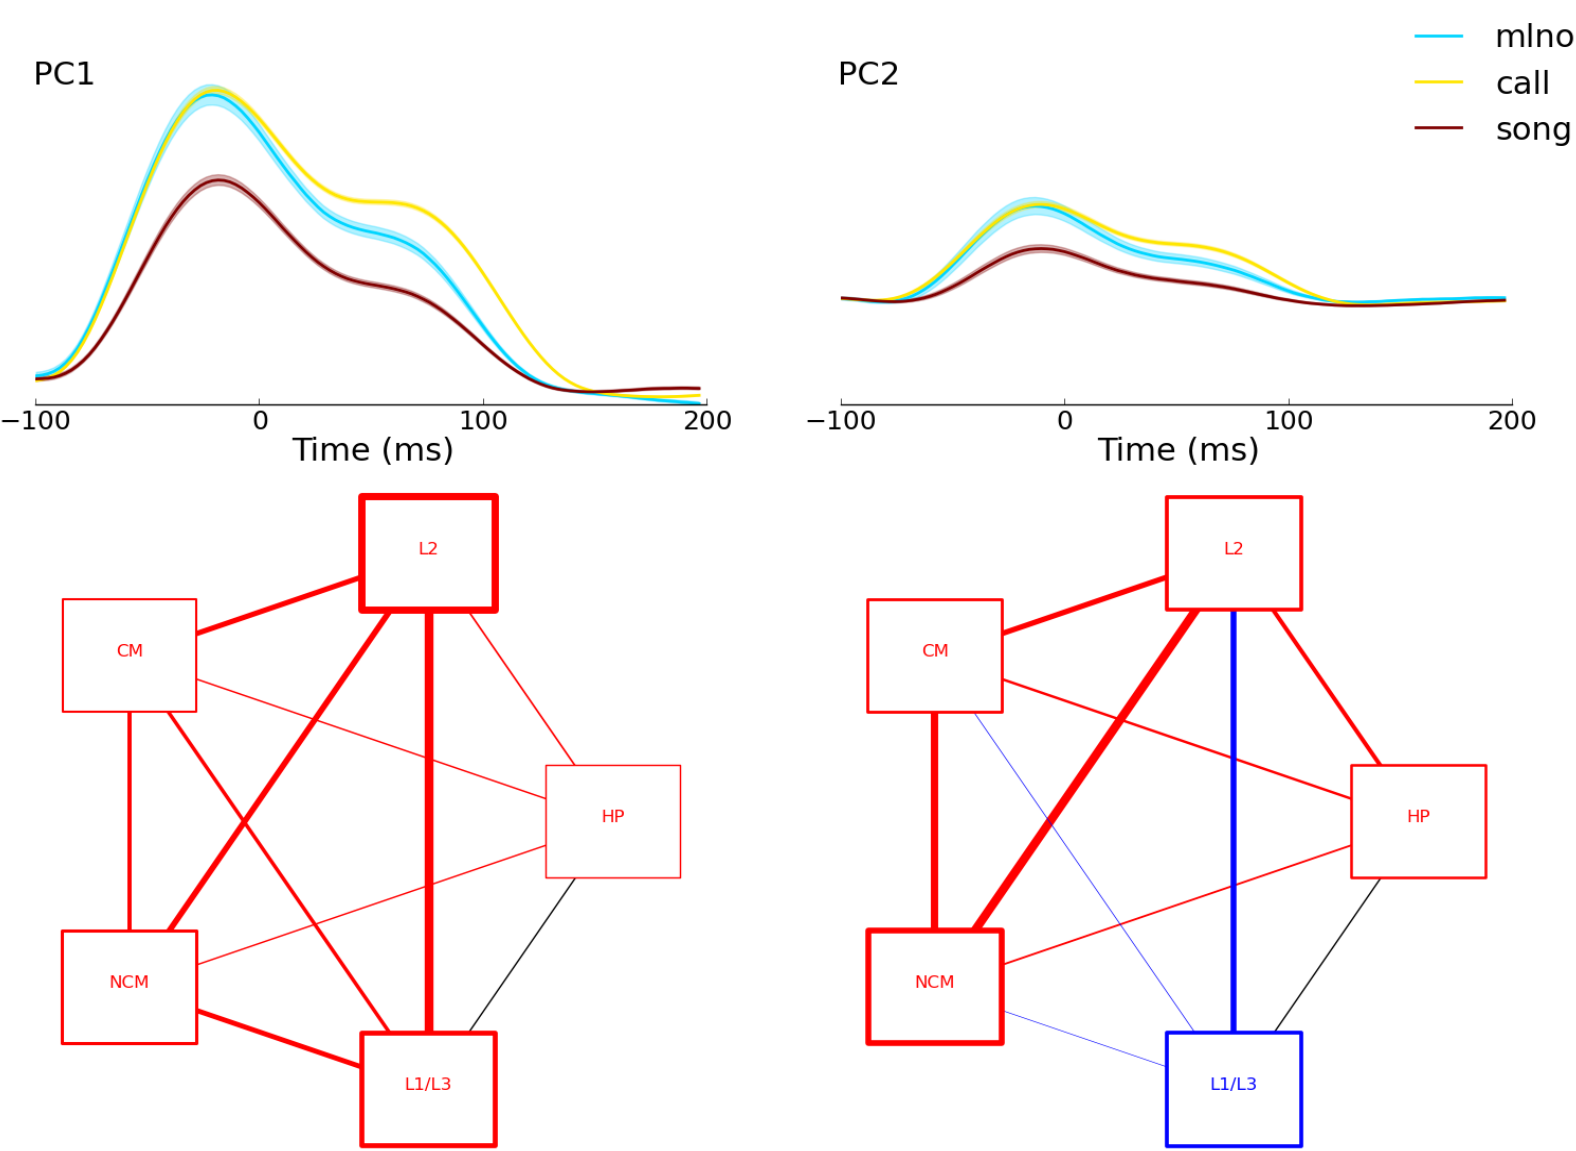 PC1
PC2
mlno
call
song
−100 0 100 200
Time (ms)
−100 0 100 200
Time (ms)
L2
CM
HP
NCM
L1/L3
L2
CM
HP
NCM
L1/L3